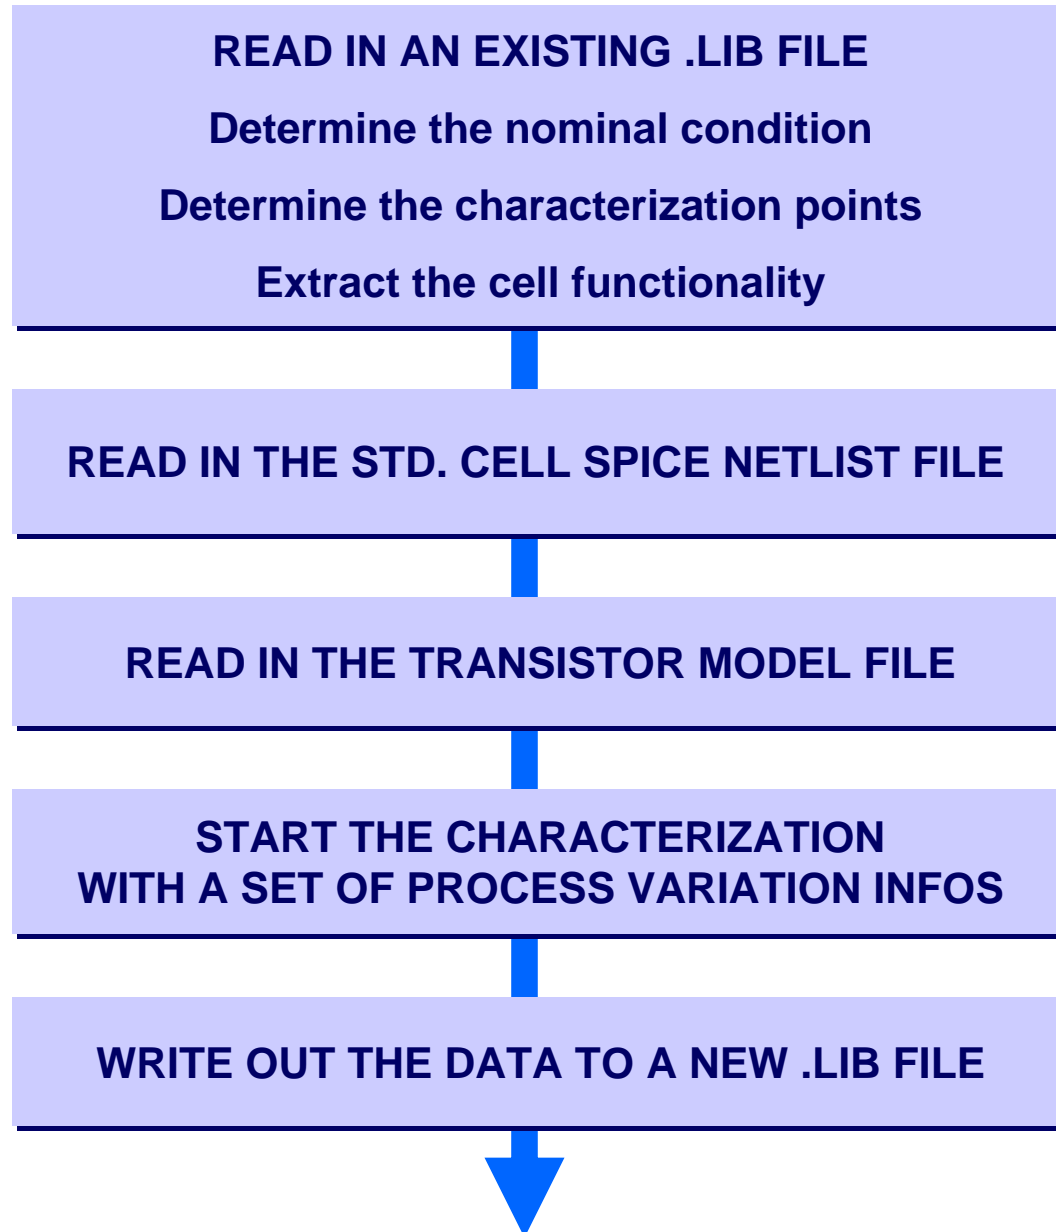 READ IN AN EXISTING .LIB FILE
Determine the nominal condition
Determine the characterization points
Extract the cell functionality
READ IN THE STD. CELL SPICE NETLIST FILE
READ IN THE TRANSISTOR MODEL FILE
START THE CHARACTERIZATION
WITH A SET OF PROCESS VARIATION INFOS
WRITE OUT THE DATA TO A NEW .LIB FILE